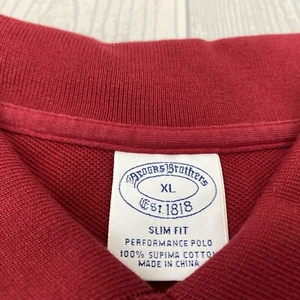 Brooks Brothers
XL
Est. 1818
SLIM FIT
PERFORMANCE POLO
100% SUPIMA COTTON
MADE IN CHINA